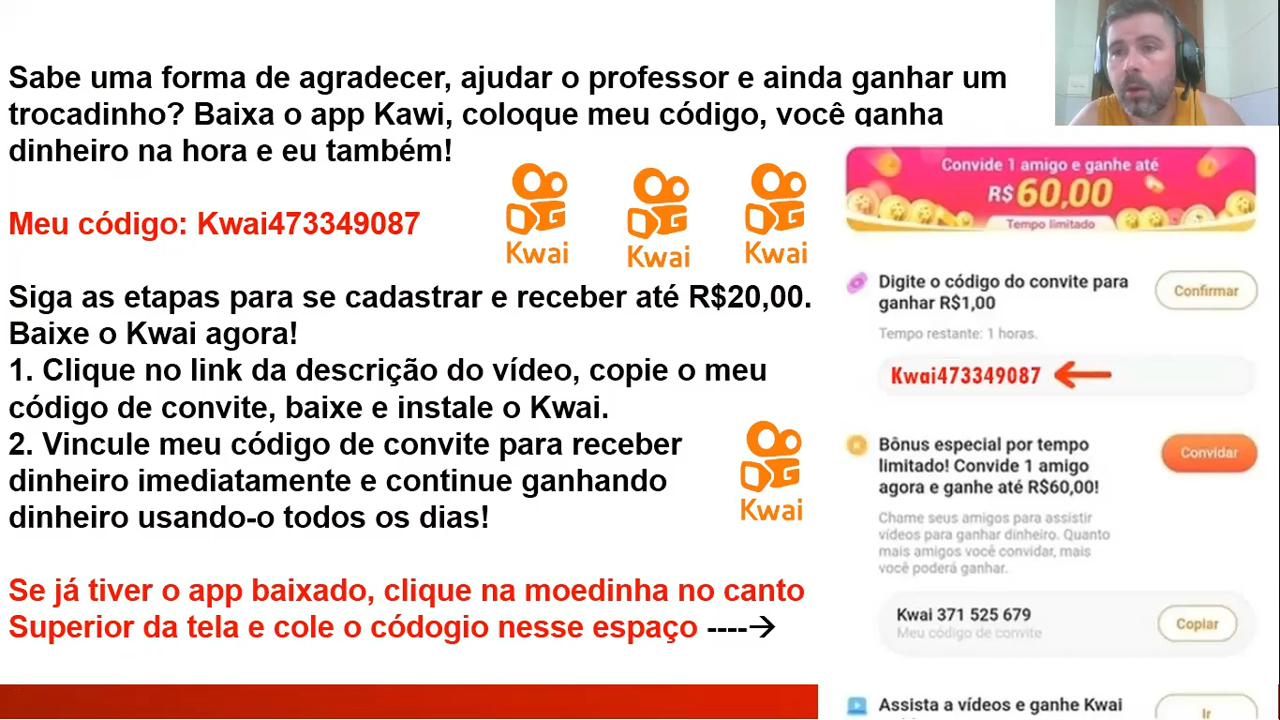 Sabe uma forma de agradecer, ajudar o professor e ainda ganhar um
trocadinho? Baixa o app Kawi, coloque meu código, você ganha
dinheiro na hora e eu também!
Meu código: Kwai473349087
Kwai
Kwai
Kwai
Siga as etapas para se cadastrar e receber até R$20,00.
Baixe o Kwai agora!
1. Clique no link da descrição do vídeo, copie o meu
código de convite, baixe e instale o Kwai.
2. Vincule meu código de convite para receber
dinheiro imediatamente e continue ganhando
dinheiro usando-o todos os dias!
Kwai
Se já tiver o app baixado, clique na moedinha no canto
Superior da tela e cole o códogio nesse espaço ----→
Convide 1 amigo e ganhe até
R$60,00
Tempo limitado
Digite o código do convite para
ganhar R$1,00
Confirmar
Tempo restante: 1 horas.
Kwai473349087
Bônus especial por tempo
limitado! Convide 1 amigo
agora e ganhe até R$60,00!
Convidar
Chame seus amigos para assistir
vídeos para ganhar dinheiro. Quanto
mais amigos você convidar, mais
você poderá ganhar.
Kwai 371 525 679
Meu código de convite
Copiar
Assista a vídeos e ganhe Kwai
Ir